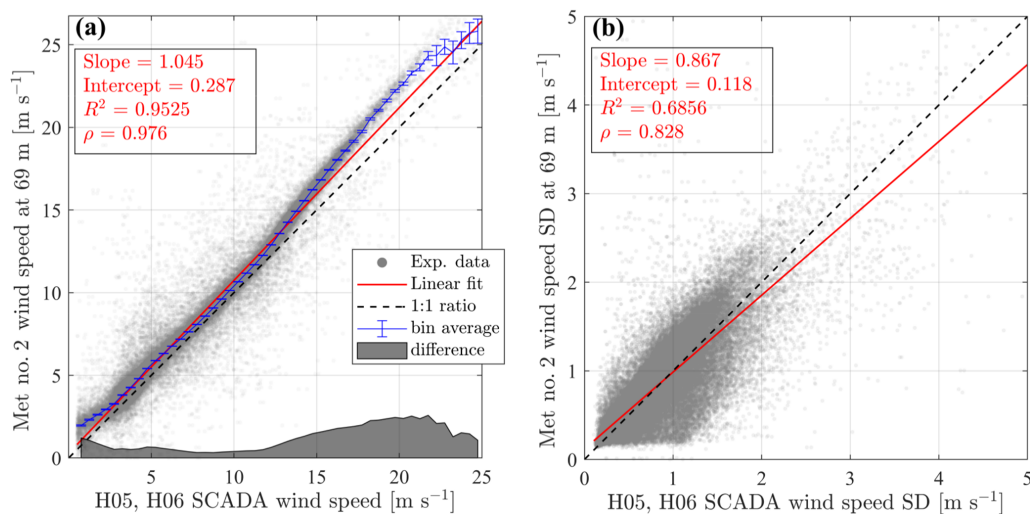 (a)
Slope = 1.045
Intercept = 0.287
R² = 0.9525
ρ = 0.976
Met no. 2 wind speed at 69 m [m s⁻¹]
25
20
15
10
5
0
Exp. data
Linear fit
1:1 ratio
bin average
difference
5 10 15 20 25
H05, H06 SCADA wind speed [m s⁻¹]
(b)
Slope = 0.867
Intercept = 0.118
R² = 0.6856
ρ = 0.828
Met no. 2 wind speed SD at 69 m [m s⁻¹]
5
4
3
2
1
0
0 1 2 3 4 5
H05, H06 SCADA wind speed SD [m s⁻¹]